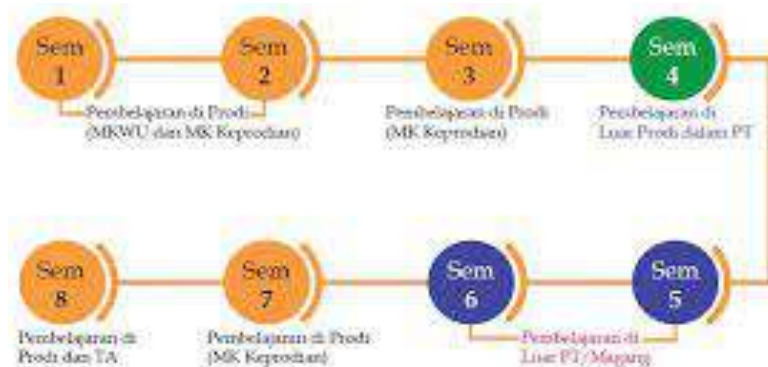 Sem
1
Sem
2
Sem
3
Sem
4
Pembelajaran di Prodi
(MKWU dan MK Keprodian)
Pembelajaran di Prodi
(MK Keprodian)
Pembelajaran di
Luar Prodi dalam PT
Sem
8
Sem
7
Sem
6
Sem
5
Pembelajaran di
Prodi dan TA
Pembelajaran di Prodi
(MK Keprodian)
Pembelajaran di
Luar PT/Magang